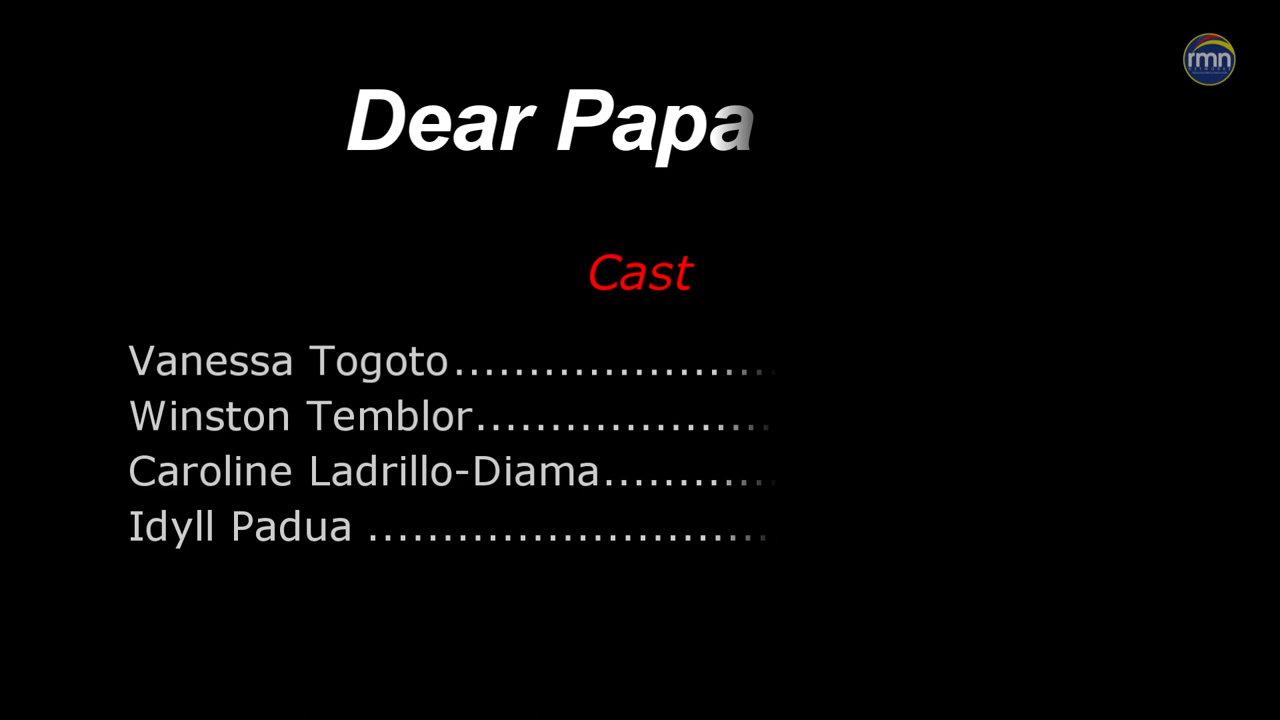 rmn
Dear Papa
Cast
Vanessa Togoto......................
Winston Temblor....................
Caroline Ladrillo-Diama............
Idyll Padua ...........................